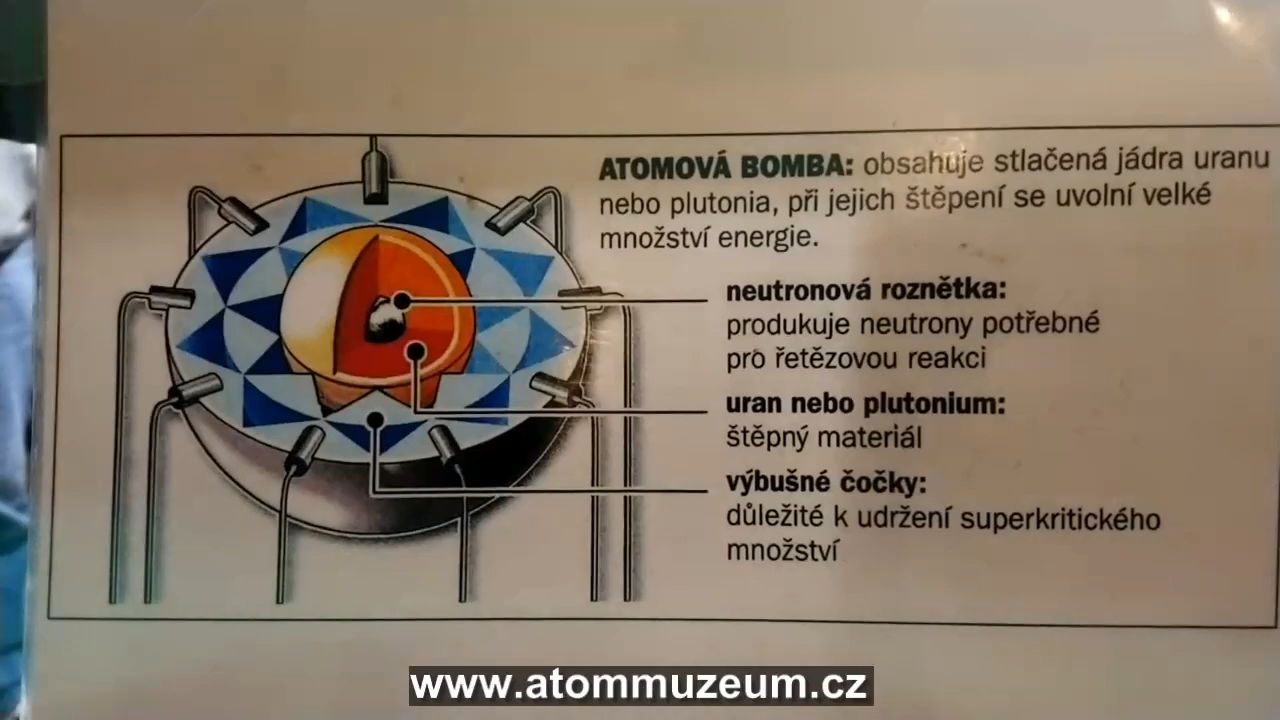 ATOMOVÁ BOMBA: obsahuje stlačená jádra uranu
nebo plutonia, při jejich štěpení se uvolní velké
množství energie.
neutronová roznětka:
produkuje neutrony potřebné
pro řetězovou reakci
uran nebo plutonium:
štěpný materiál
výbušné čočky:
důležité k udržení superkritického
množství
www.atommuzeum.cz